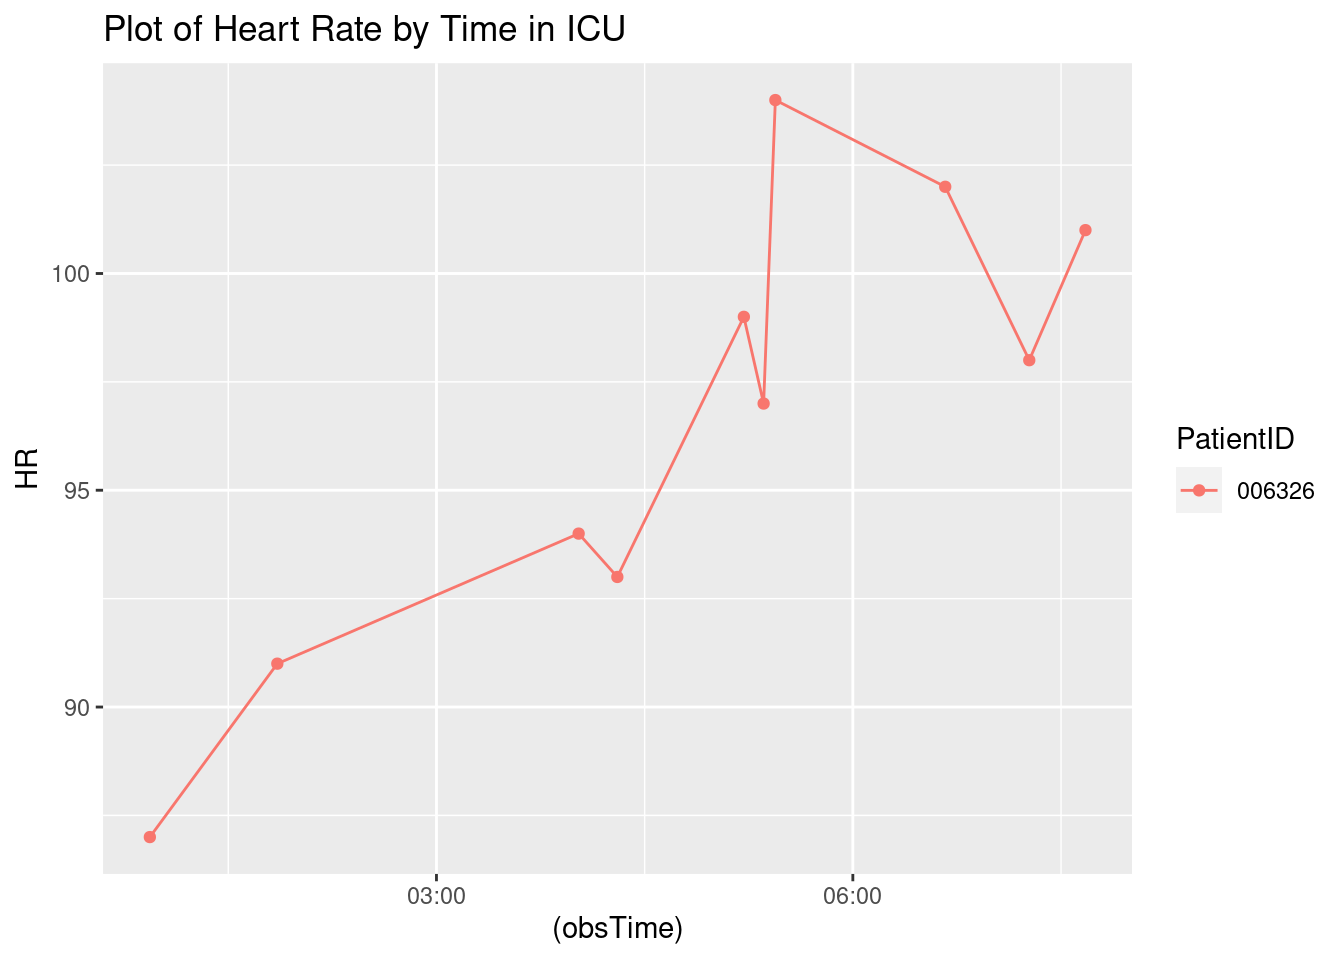 Plot of Heart Rate by Time in ICU
HR
100
95
90
03:00
06:00
(obsTime)
PatientID
006326